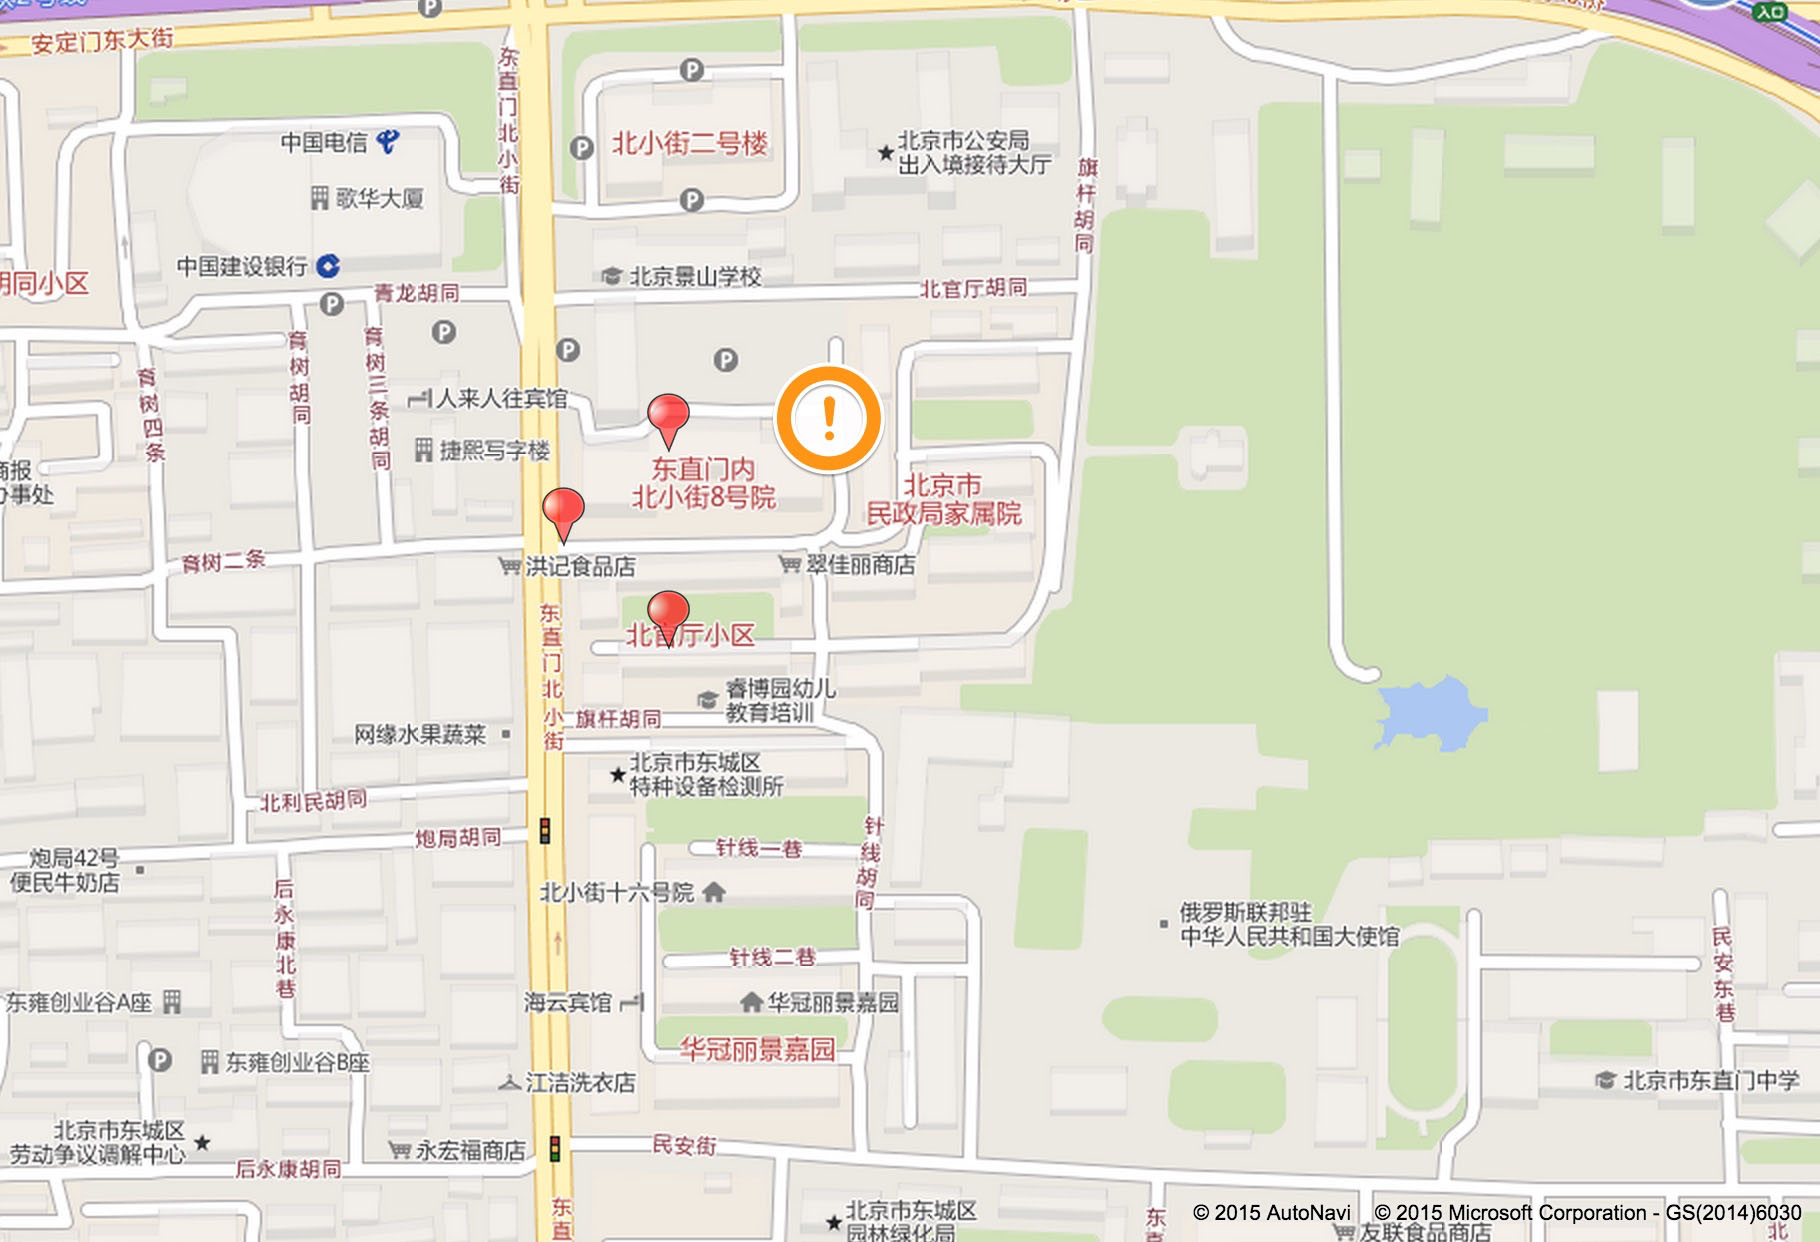 入口
安定门东大街
东直门北小街
中国电信
北小街二号楼
北京市公安局
出入境接待大厅
旗杆胡同
歌华大厦
中国建设银行
胡同小区
北京景山学校
青龙胡同
北官厅胡同
育树胡同
育树三条胡同
育树四条
人来人往宾馆
捷熙写字楼
东直门内
北小街8号院
北京市
民政局家属院
商报
办事处
育树二条
洪记食品店
翠佳丽商店
东直门北小街
北官厅小区
睿博园幼儿
教育培训
旗杆胡同
网缘水果蔬菜
北京市东城区
特种设备检测所
北利民胡同
炮局胡同
针线一巷
针线胡同
炮局42号
便民牛奶店
后永康北巷
北小街十六号院
俄罗斯联邦驻
中华人民共和国大使馆
民安东巷
针线二巷
东雍创业谷A座
海云宾馆
华冠丽景嘉园
华冠丽景嘉园
东雍创业谷B座
江洁洗衣店
北京市东直门中学
北京市东城区
劳动争议调解中心
永宏福商店
民安街
后永康胡同
东直
北京市东城区
园林绿化局
东直
友联食品商店
北
© 2015 AutoNavi © 2015 Microsoft Corporation - GS(2014)6030